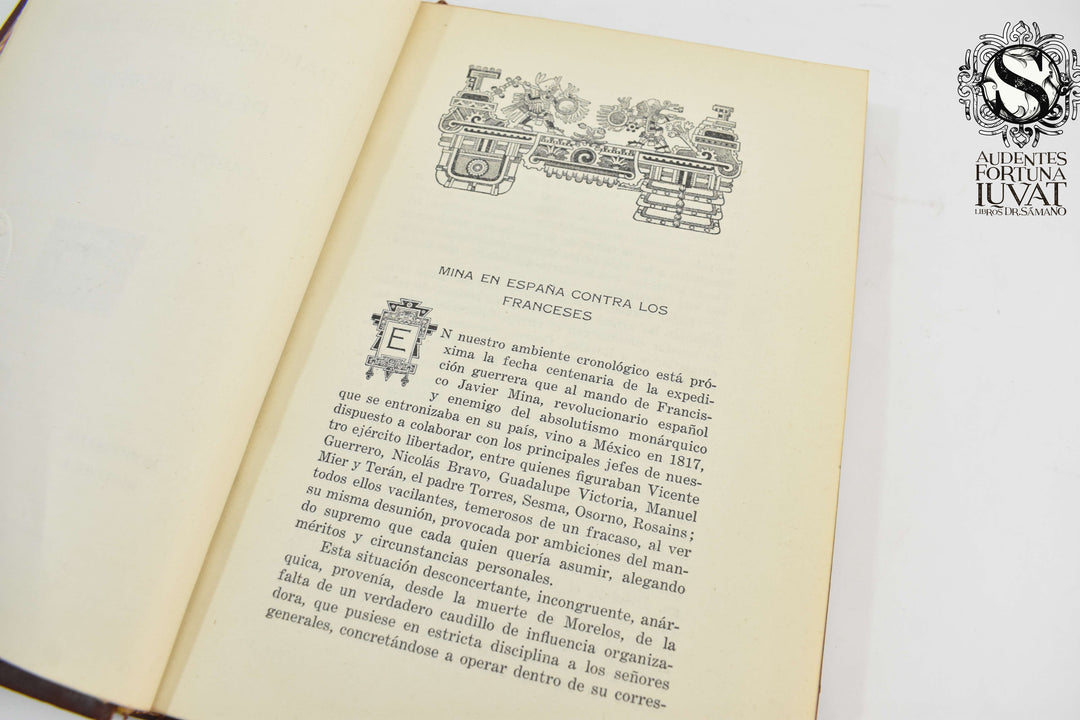 MINA EN ESPAÑA CONTRA LOS
FRANCESES
EN nuestro ambiente cronológico está pró-
xima la fecha centenaria de la expedi-
ción guerrera que al mando de Francis-
co Javier Mina, revolucionario español
y enemigo del absolutismo monárquico
que se entronizaba en su país, vino a México en 1817,
dispuesto a colaborar con los principales jefes de nues-
tro ejército libertador, entre quienes figuraban Vicente
Guerrero, Nicolás Bravo, Guadalupe Victoria, Manuel
Mier y Terán, el padre Torres, Sesma, Osorno, Rosains;
todos ellos vacilantes, temerosos de un fracaso, al ver
su misma desunión, provocada por ambiciones del man-
do supremo que cada quien quería asumir, alegando
méritos y circunstancias personales.
Esta situación desconcertante, incongruente, anár-
quica, provenía, desde la muerte de Morelos, de la
falta de un verdadero caudillo de influencia organiza-
dora, que pusiese en estricta disciplina a los señores
generales, concretándose a operar dentro de su corres-
S
AUDENTES
FORTUNA
IUVAT
LIBROS DR. SÁMANO